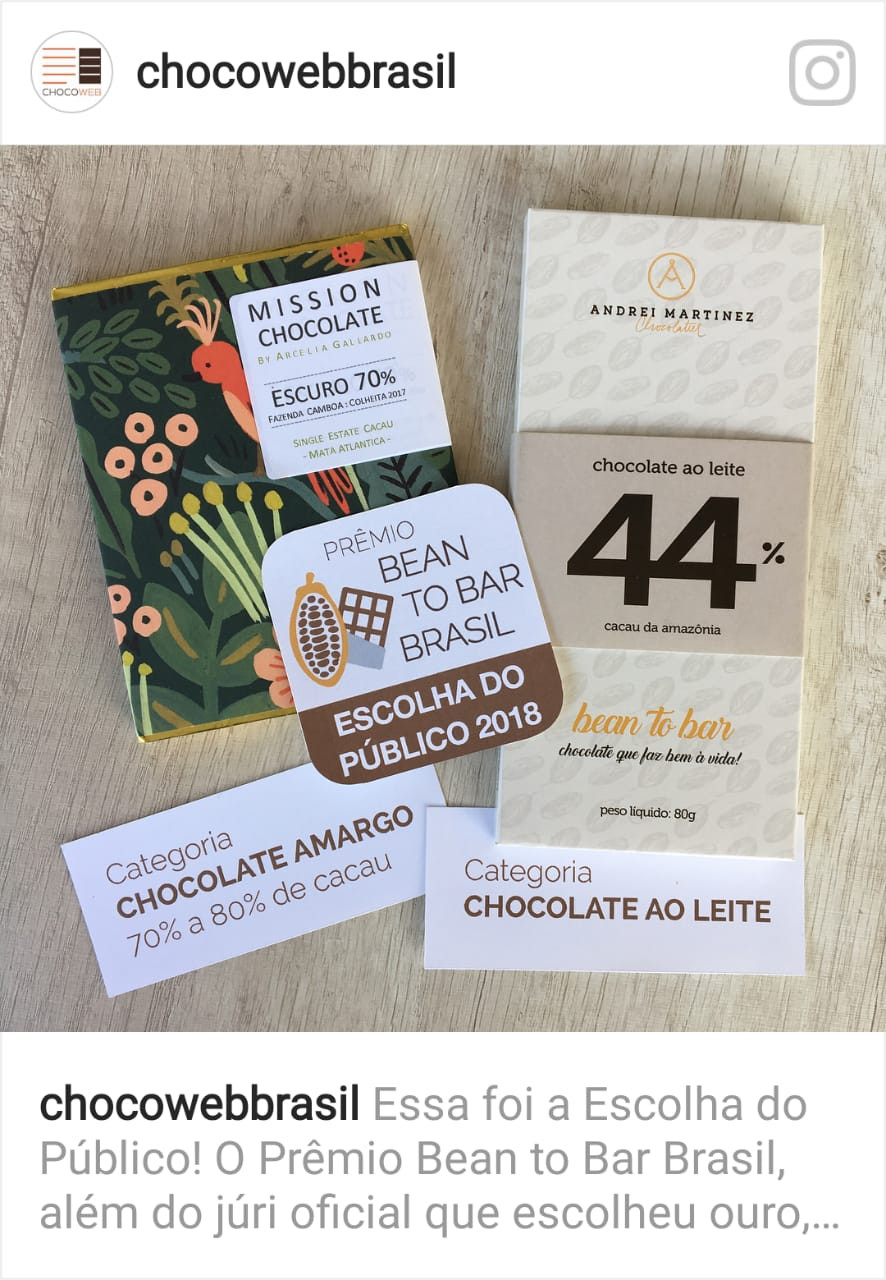 CHOCOWEB
chocowebbrasil
MISSION
CHOCOLATE
BY ARCELIA GALLARDO
ESCURO 70%
FAZENDA CAMBOA : COLHEITA 2017
SINGLE ESTATE CACAU
- MATA ATLANTICA -
ANDREI MARTINEZ
Chocolatier
chocolate ao leite
44%
cacau da amazônia
bean to bar
chocolate que faz bem à vida!
peso líquido: 80g
PRÊMIO
BEAN
TO BAR
BRASIL
ESCOLHA DO
PÚBLICO 2018
Categoria
CHOCOLATE AMARGO
70% a 80% de cacau
Categoria
CHOCOLATE AO LEITE
chocowebbrasil Essa foi a Escolha do
Público! O Prêmio Bean to Bar Brasil,
além do júri oficial que escolheu ouro,...